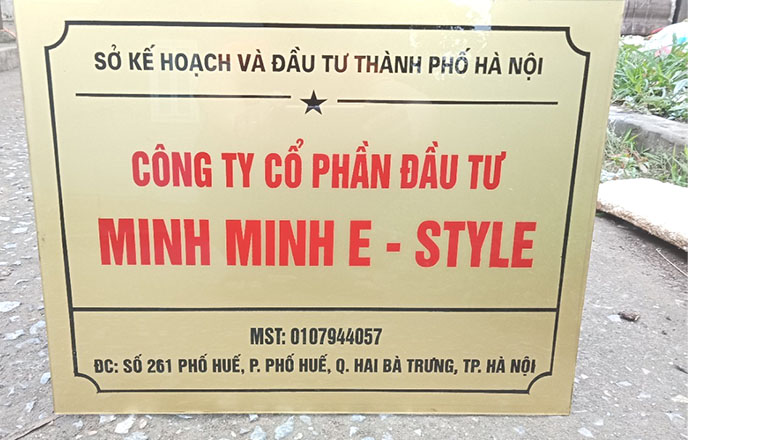 SỞ KẾ HOẠCH VÀ ĐẦU TƯ THÀNH PHỐ HÀ NỘI
CÔNG TY CỔ PHẦN ĐẦU TƯ
MINH MINH E - STYLE
MST: 0107944057
ĐC: SỐ 261 PHỐ HUẾ, P. PHỐ HUẾ, Q. HAI BÀ TRƯNG, TP. HÀ NỘI